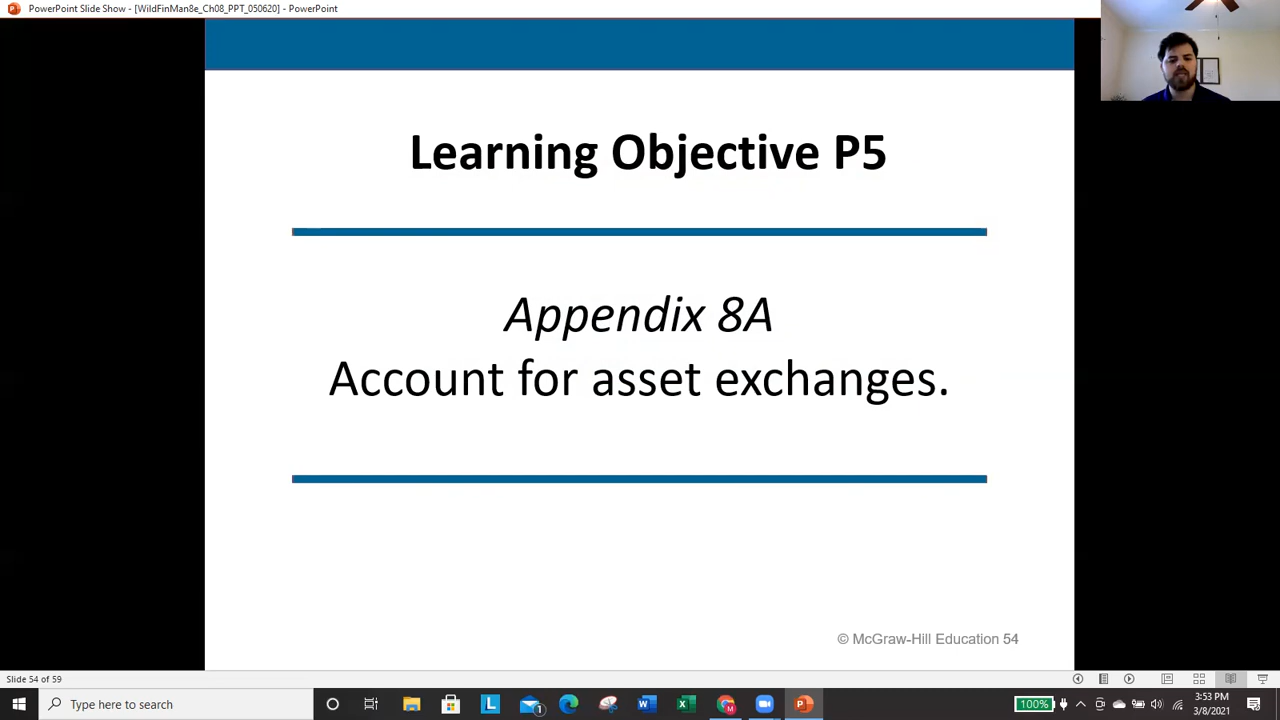 PowerPoint Slide Show - [WildFinMan8e_Ch08_PPT_050620] - PowerPoint
Learning Objective P5
Appendix 8A
Account for asset exchanges.
© McGraw-Hill Education 54
Slide 54 of 59
Type here to search
L
1
100%
3:53 PM
3/8/2021